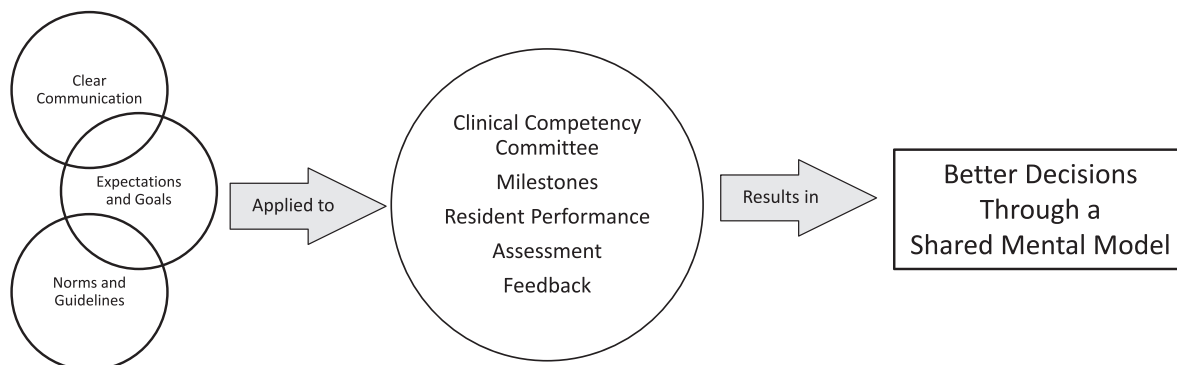 Clear
Communication
Expectations
and Goals
Norms and
Guidelines
Applied to
Clinical Competency
Committee
Milestones
Resident Performance
Assessment
Feedback
Results in
Better Decisions
Through a
Shared Mental Model